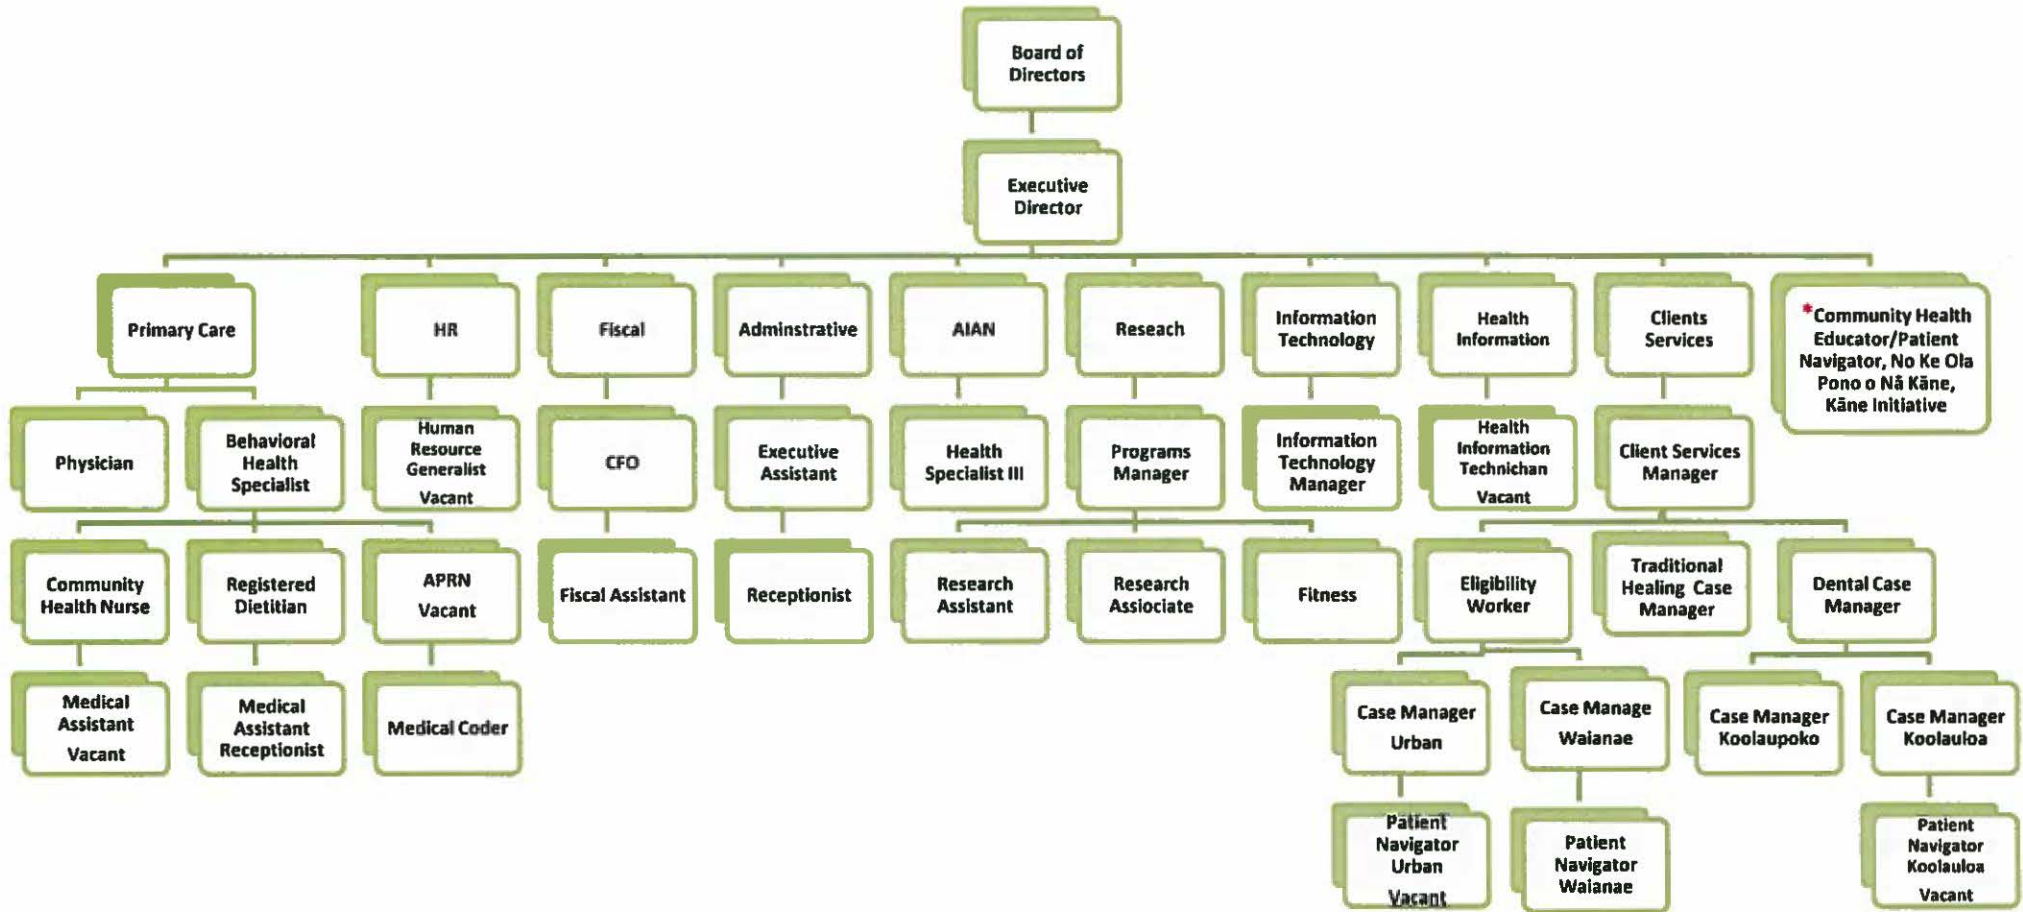 Board of
Directors
Executive
Director
Primary Care
HR
Fiscal
Adminstrative
AIAN
Reseach
Information
Technology
Health
Information
Clients
Services
*Community Health
Educator/Patient
Navigator, No Ke Ola
Pono o Nā Kāne,
Kāne Initiative
Physician
Behavioral
Health
Specialist
Human
Resource
Generalist
Vacant
CFO
Executive
Assistant
Health
Specialist III
Programs
Manager
Information
Technology
Manager
Health
Information
Technichan
Vacant
Client Services
Manager
Community
Health Nurse
Registered
Dietitian
APRN
Vacant
Fiscal Assistant
Receptionist
Research
Assistant
Research
Assiociate
Fitness
Eligibility
Worker
Traditional
Healing Case
Manager
Dental Case
Manager
Medical
Assistant
Vacant
Medical
Assistant
Receptionist
Medical Coder
Case Manager
Urban
Case Manage
Waianae
Case Manager
Koolaupoko
Case Manager
Koolauloa
Patient
Navigator
Urban
Vacant
Patient
Navigator
Waianae
Patient
Navigator
Koolauloa
Vacant